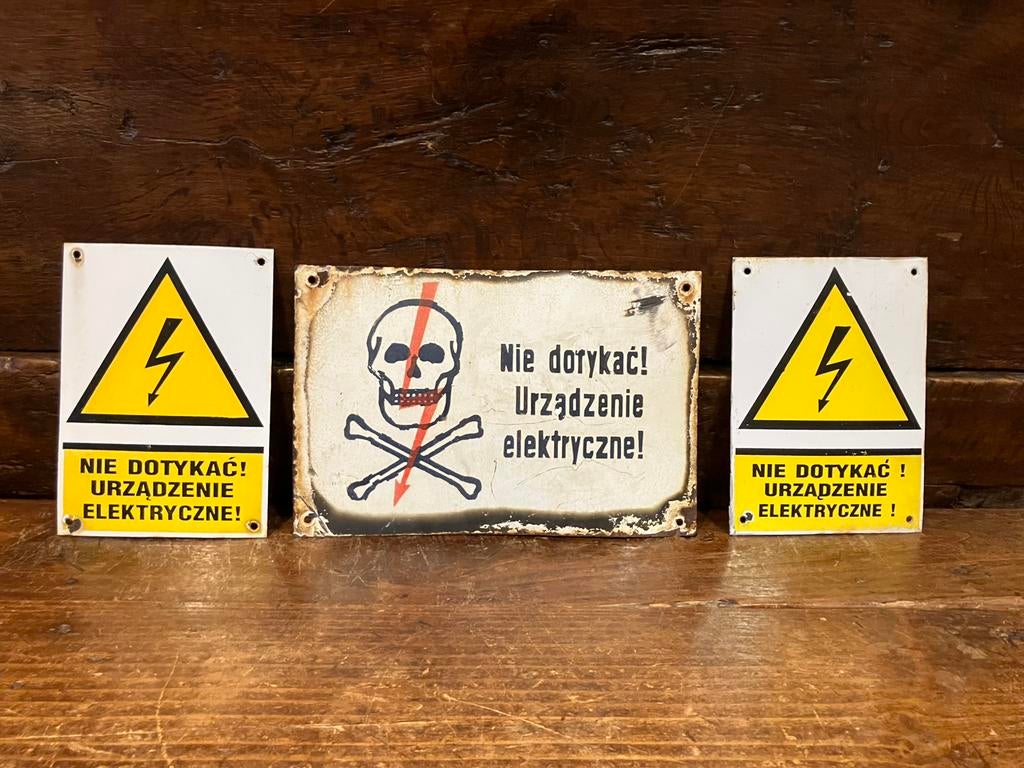 NIE DOTYKAĆ!
URZĄDZENIE
ELEKTRYCZNE!
Nie dotykać!
Urządzenie
elektryczne!
NIE DOTYKAĆ !
URZĄDZENIE
ELEKTRYCZNE !